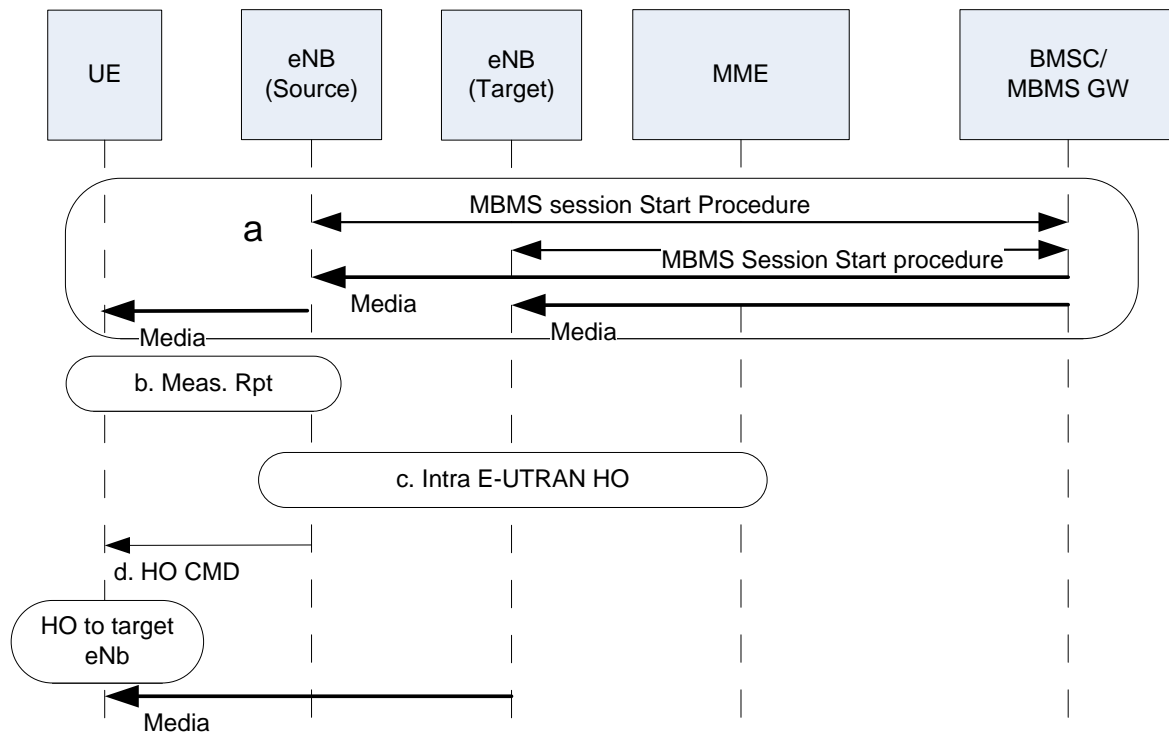 UE
eNB
(Source)
eNB
(Target)
MME
BMSC/
MBMS GW
a
MBMS session Start Procedure
MBMS Session Start procedure
Media
Media
Media
b. Meas. Rpt
c. Intra E-UTRAN HO
d. HO CMD
HO to target
eNb
Media